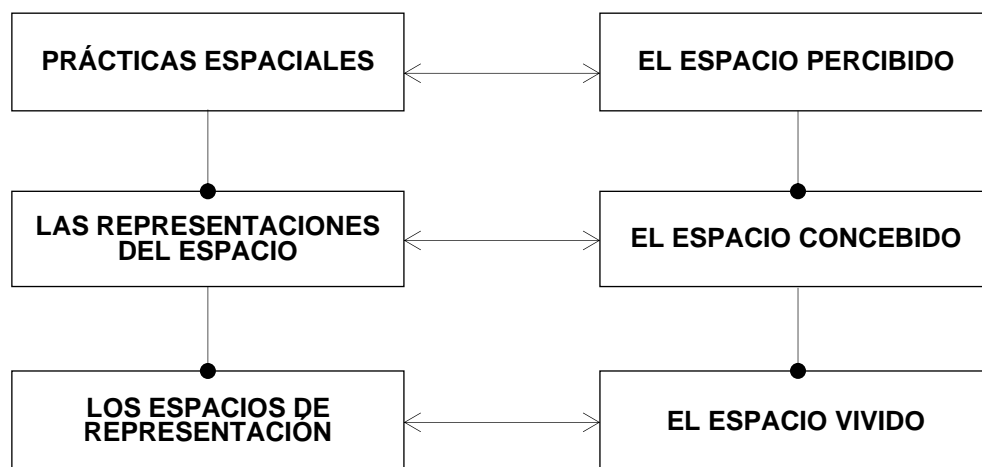 PRÁCTICAS ESPACIALES
EL ESPACIO PERCIBIDO
LAS REPRESENTACIONES
DEL ESPACIO
EL ESPACIO CONCEBIDO
LOS ESPACIOS DE
REPRESENTACIÓN
EL ESPACIO VIVIDO